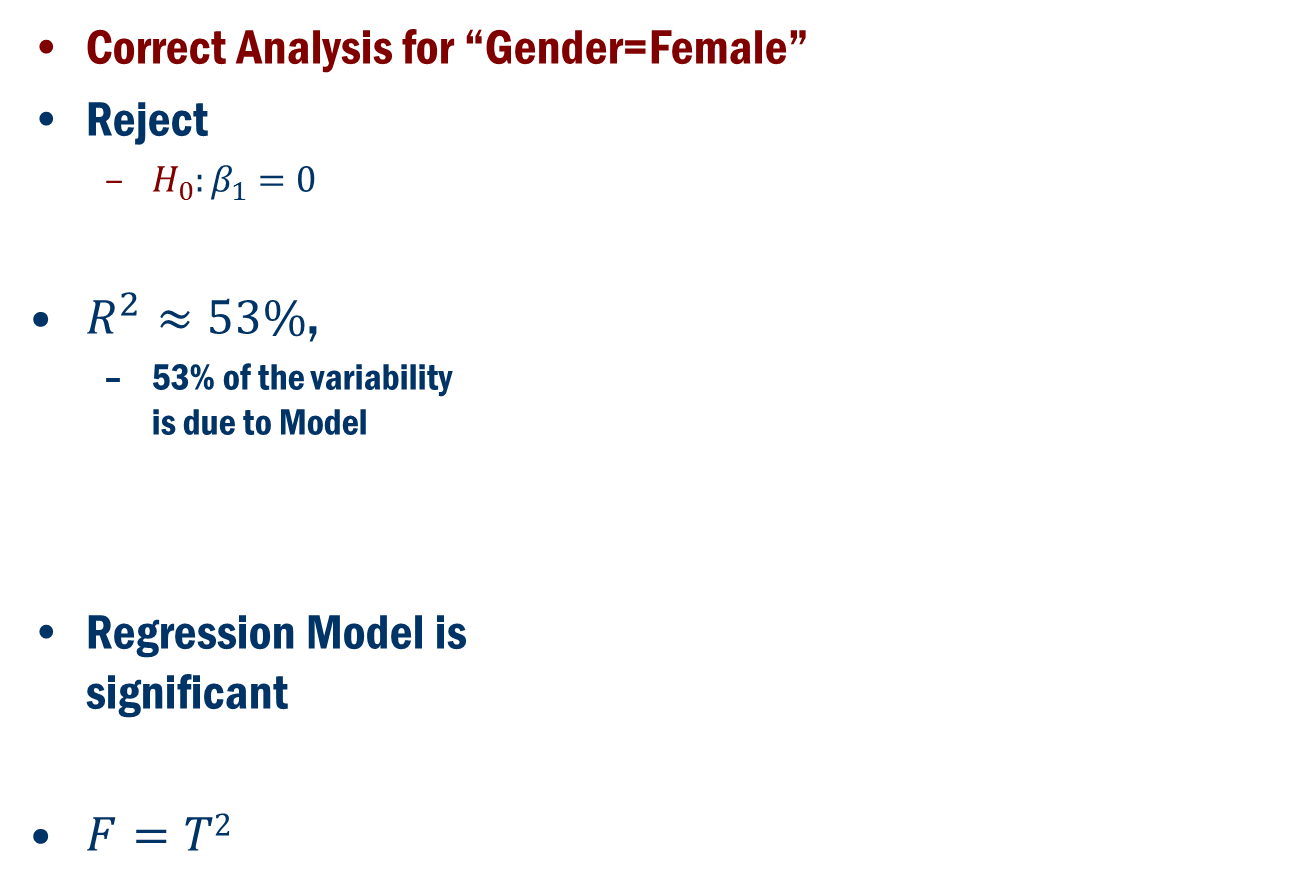 • Correct Analysis for “Gender=Female”
• Reject
– H₀: β₁ = 0
• R² ≈ 53%,
– 53% of the variability
is due to Model
• Regression Model is
significant
• F = T²